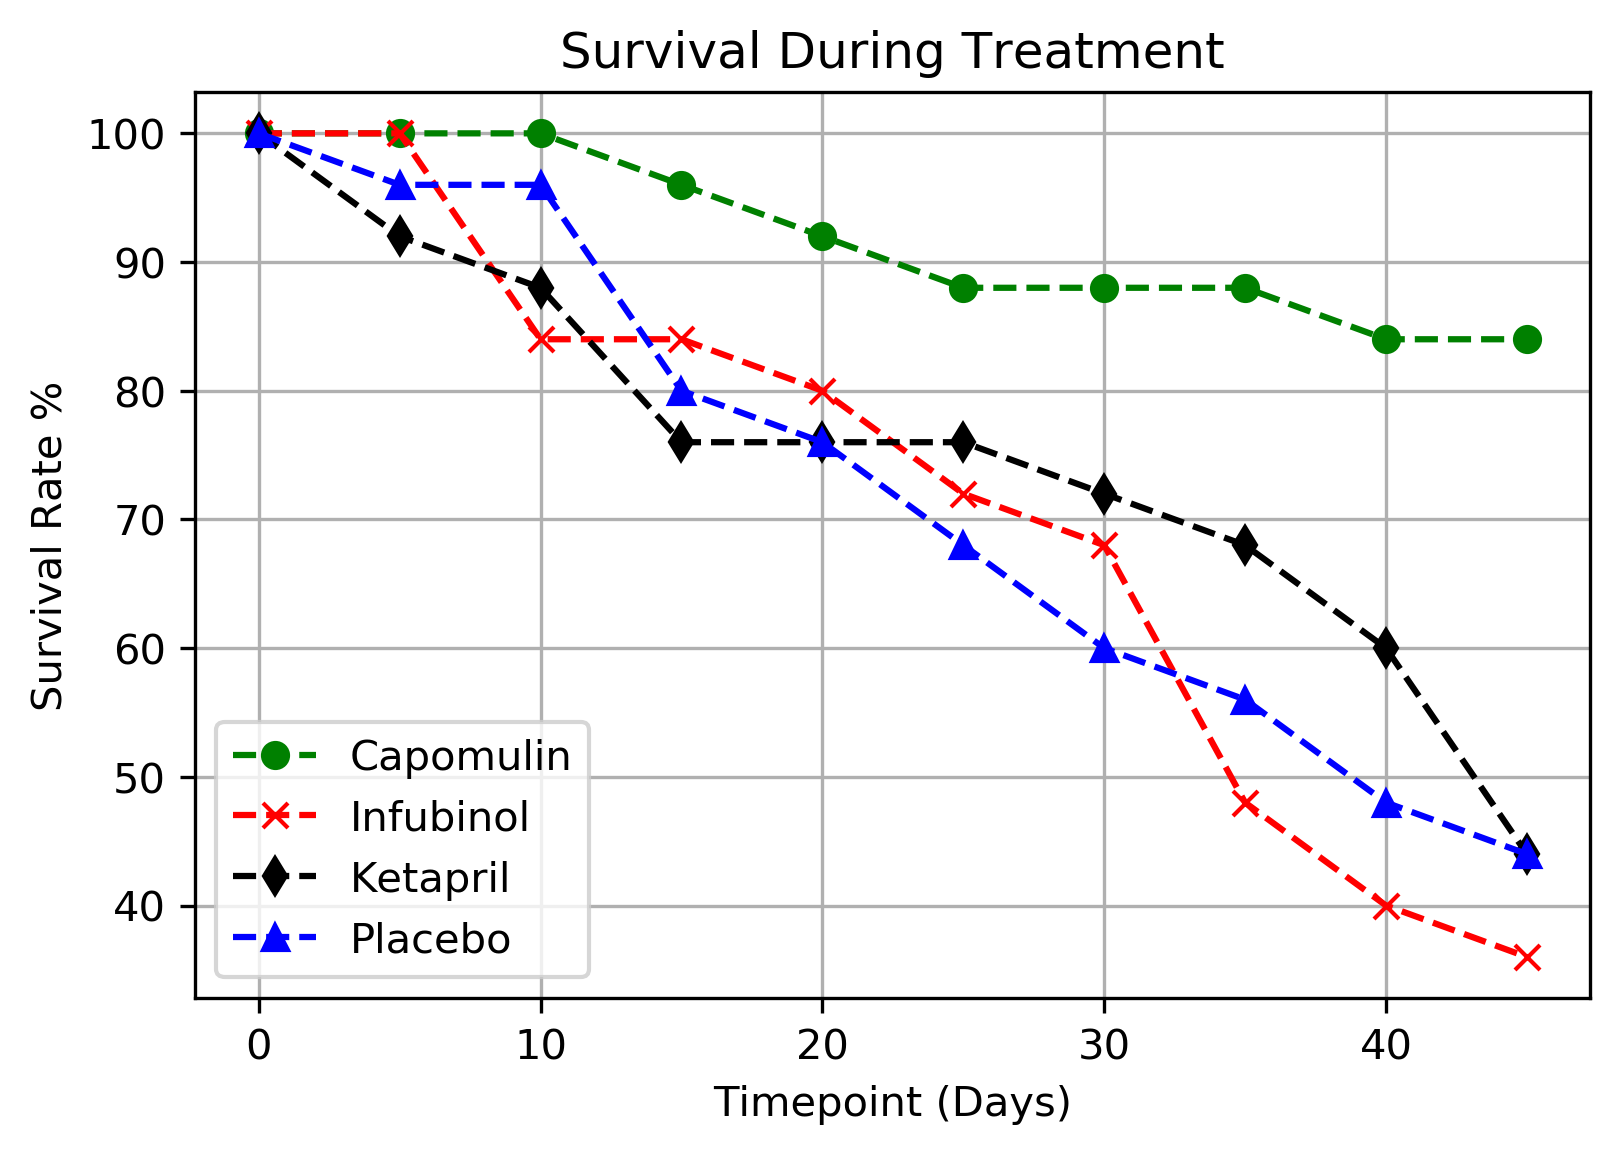 Survival During Treatment
Survival Rate %
100
90
80
70
60
50
40
Capomulin
Infubinol
Ketapril
Placebo
0 10 20 30 40
Timepoint (Days)